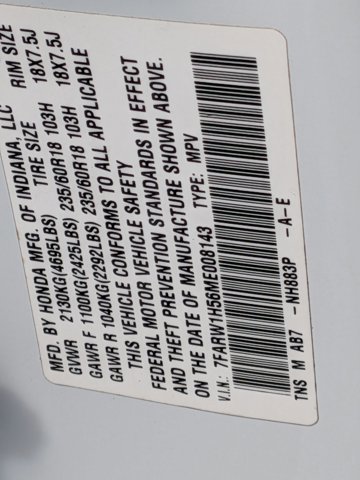 MFD. BY HONDA MFG. OF INDIANA, LLC
GVWR 2130KG(4695LBS) TIRE SIZE RIM SIZE
GAWR F 1100KG(2425LBS) 235/60R18 103H 18X7.5J
GAWR R 1040KG(2292LBS) 235/60R18 103H 18X7.5J
THIS VEHICLE CONFORMS TO ALL APPLICABLE
FEDERAL MOTOR VEHICLE SAFETY
AND THEFT PREVENTION STANDARDS IN EFFECT
ON THE DATE OF MANUFACTURE SHOWN ABOVE.
V.I.N.: 7FARW1H56ME008143 TYPE: MPV
TNS M AB7 -NH883P -A-E